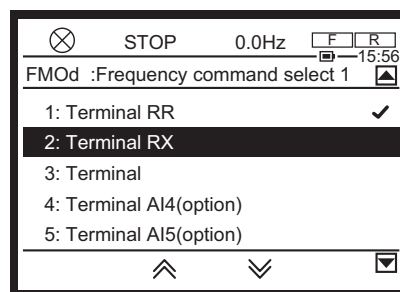 STOP 0.0Hz F R
15:56
FMOd :Frequency command select 1
1: Terminal RR
2: Terminal RX
3: Terminal
4: Terminal AI4(option)
5: Terminal AI5(option)